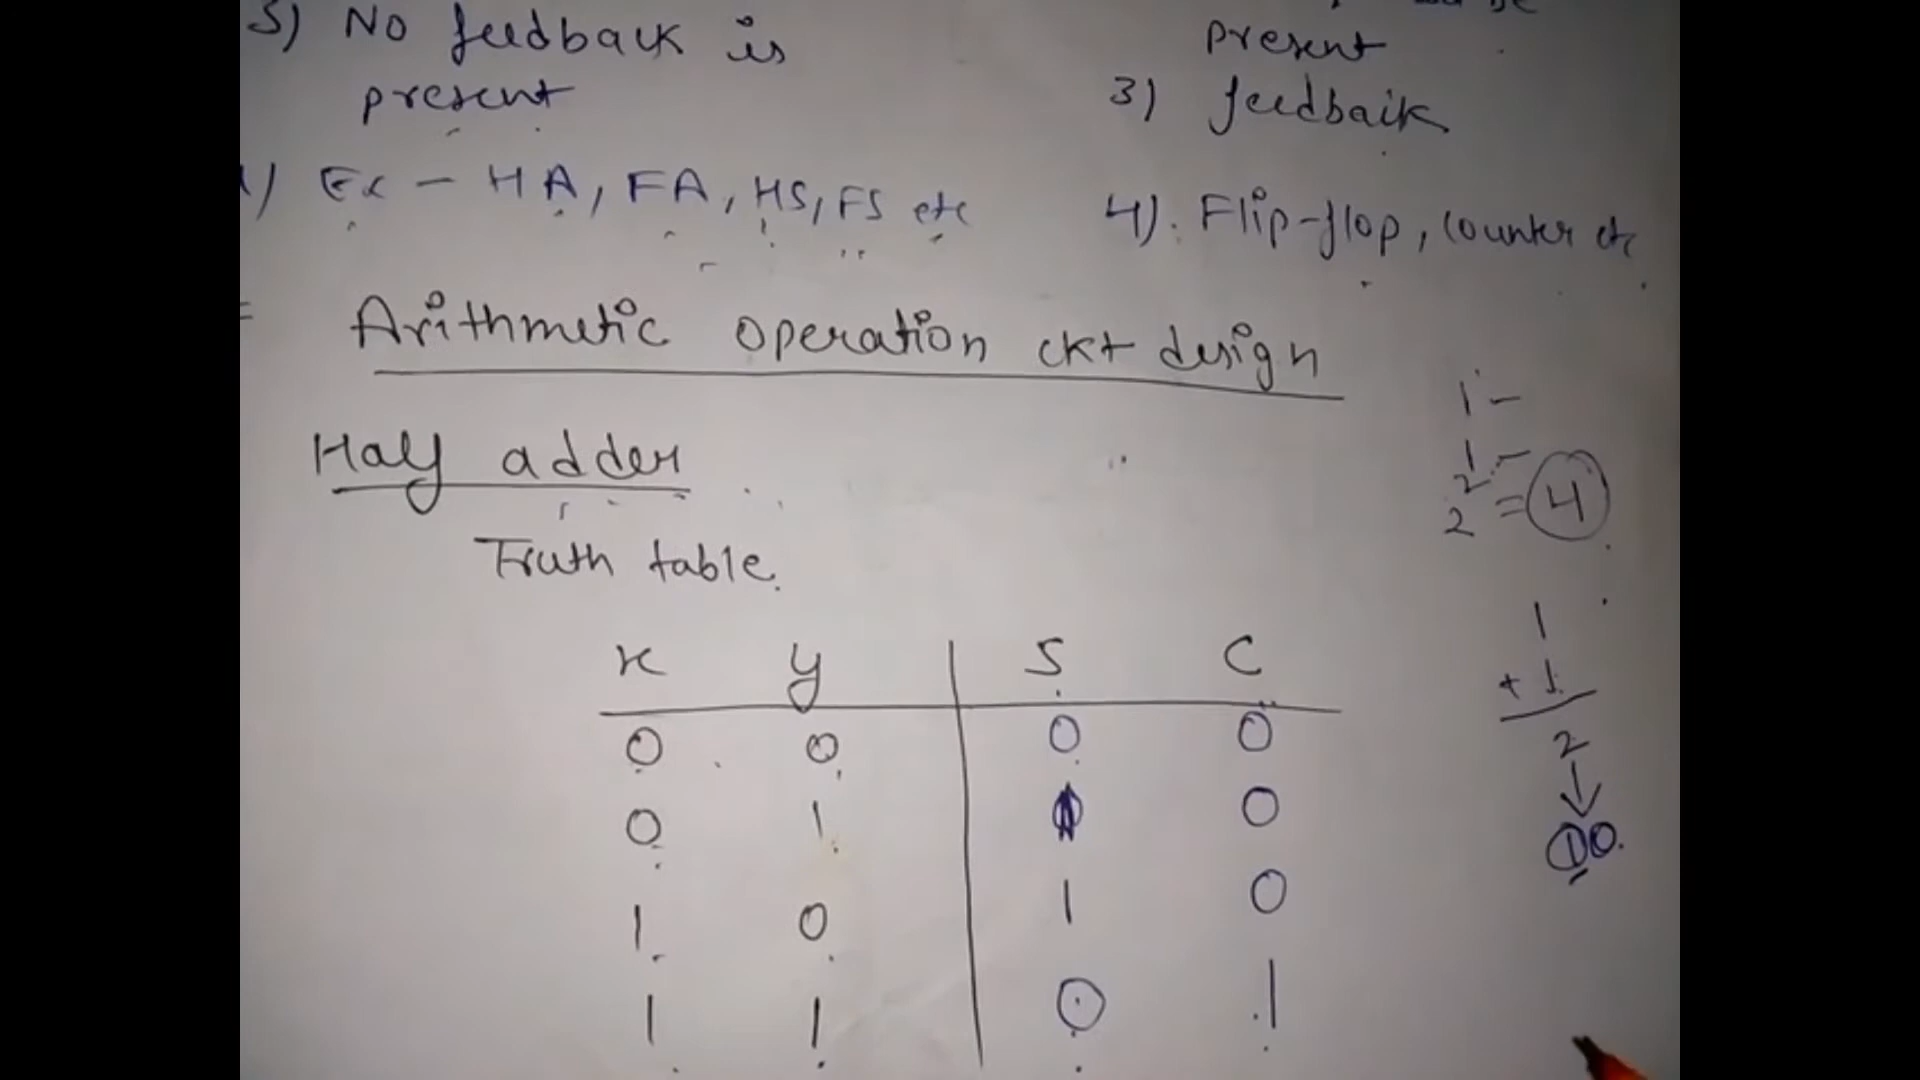 3) No feedback is
present
Ex - HA, FA, HS, FS etc
present
3) feedback
4). Flip-flop, counter etc
Arithmetic operation ckt design
Half adder
Truth table.
x y S C
0 0 0 0
0 1 1 0
1 0 1 0
1 1 0 1
1 -
1 -
2² = 4
1
+ 1
2
↓
10.